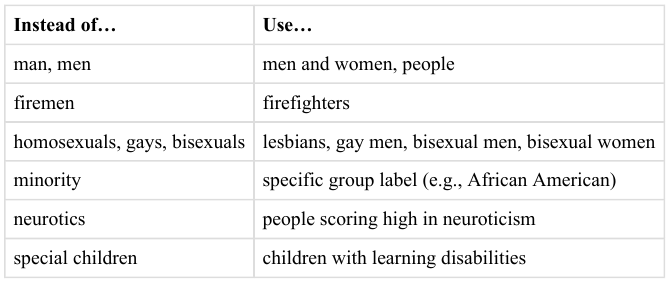 Instead of… Use…
man, men men and women, people
firemen firefighters
homosexuals, gays, bisexuals lesbians, gay men, bisexual men, bisexual women
minority specific group label (e.g., African American)
neurotics people scoring high in neuroticism
special children children with learning disabilities